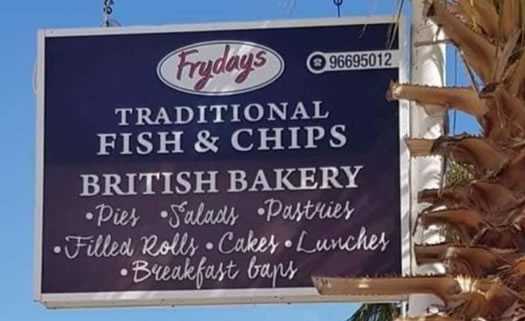 Frydays
☎ 96695012
TRADITIONAL
FISH & CHIPS
BRITISH BAKERY
•Pies •Salads •Pastries
•Filled Rolls •Cakes •Lunches
•Breakfast baps